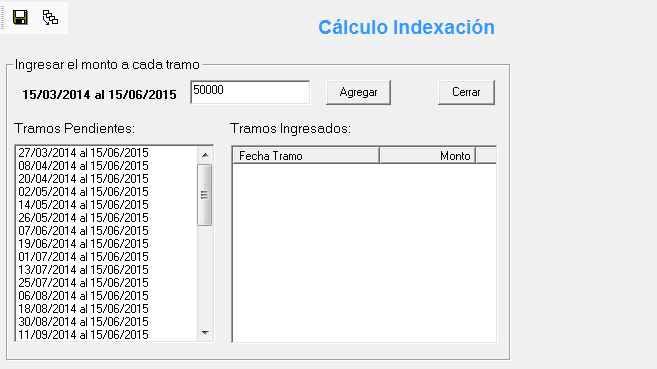 Cálculo Indexación
Ingresar el monto a cada tramo
15/03/2014 al 15/06/2015 50000 Agregar Cerrar
Tramos Pendientes: Tramos Ingresados:
Fecha Tramo Monto
27/03/2014 al 15/06/2015
08/04/2014 al 15/06/2015
20/04/2014 al 15/06/2015
02/05/2014 al 15/06/2015
14/05/2014 al 15/06/2015
26/05/2014 al 15/06/2015
07/06/2014 al 15/06/2015
19/06/2014 al 15/06/2015
01/07/2014 al 15/06/2015
13/07/2014 al 15/06/2015
25/07/2014 al 15/06/2015
06/08/2014 al 15/06/2015
18/08/2014 al 15/06/2015
30/08/2014 al 15/06/2015
11/09/2014 al 15/06/2015